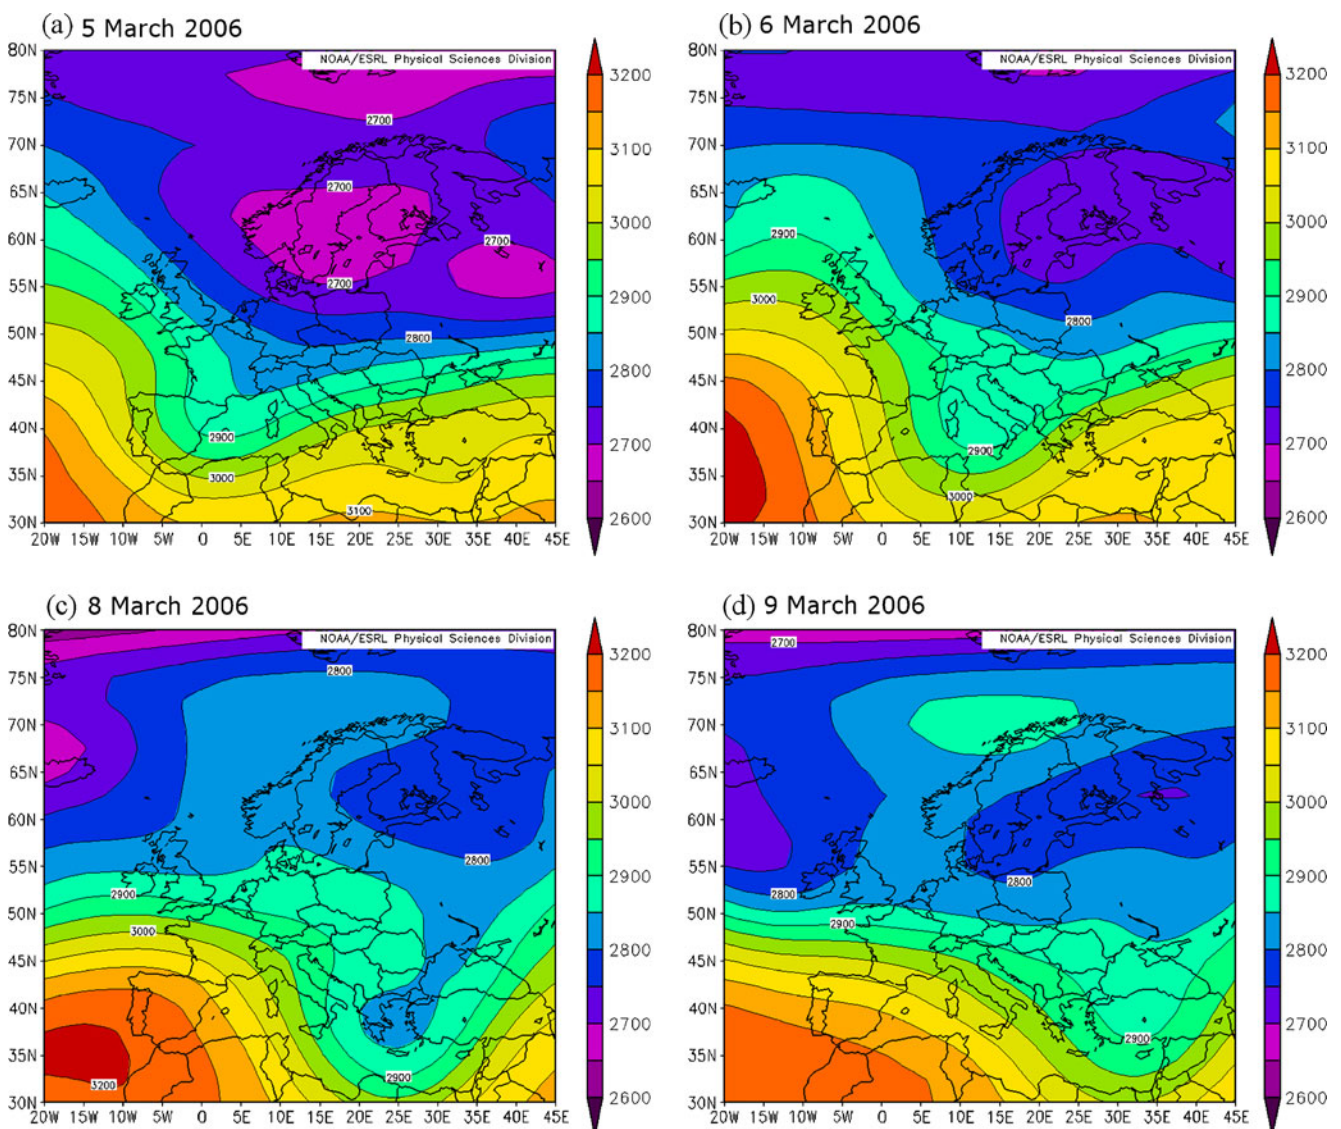 (a) 5 March 2006
NOAA/ESRL Physical Sciences Division
80N
75N
70N
65N
60N
55N
50N
45N
40N
35N
30N
20W 15W 10W 5W 0 5E 10E 15E 20E 25E 30E 35E 40E 45E
2700
2700
2700
2700
2800
2900
3000
3100
3200
3100
3000
2900
2800
2700
2600
(b) 6 March 2006
NOAA/ESRL Physical Sciences Division
80N
75N
70N
65N
60N
55N
50N
45N
40N
35N
30N
20W 15W 10W 5W 0 5E 10E 15E 20E 25E 30E 35E 40E 45E
2900
3000
2800
2900
3000
3200
3100
3000
2900
2800
2700
2600
(c) 8 March 2006
NOAA/ESRL Physical Sciences Division
80N
75N
70N
65N
60N
55N
50N
45N
40N
35N
30N
20W 15W 10W 5W 0 5E 10E 15E 20E 25E 30E 35E 40E 45E
2800
2800
2900
3000
2900
3200
3200
3100
3000
2900
2800
2700
2600
(d) 9 March 2006
NOAA/ESRL Physical Sciences Division
80N
75N
70N
65N
60N
55N
50N
45N
40N
35N
30N
20W 15W 10W 5W 0 5E 10E 15E 20E 25E 30E 35E 40E 45E
2700
2800
2800
2900
2900
3200
3100
3000
2900
2800
2700
2600